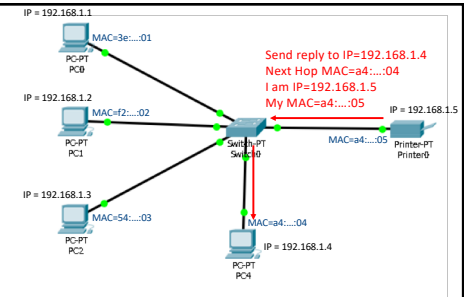 IP = 192.168.1.1
MAC=3e:...:01
PC-PT
PC0
Send reply to IP=192.168.1.4
Next Hop MAC=a4:...:04
I am IP=192.168.1.5
My MAC=a4:...:05
IP = 192.168.1.2
MAC=f2:...:02
PC-PT
PC1
IP = 192.168.1.5
MAC=a4:...:05
Printer-PT
Printer0
Switch-PT
Switch0
IP = 192.168.1.3
MAC=54:...:03
PC-PT
PC2
MAC=a4:...:04
IP = 192.168.1.4
PC-PT
PC4